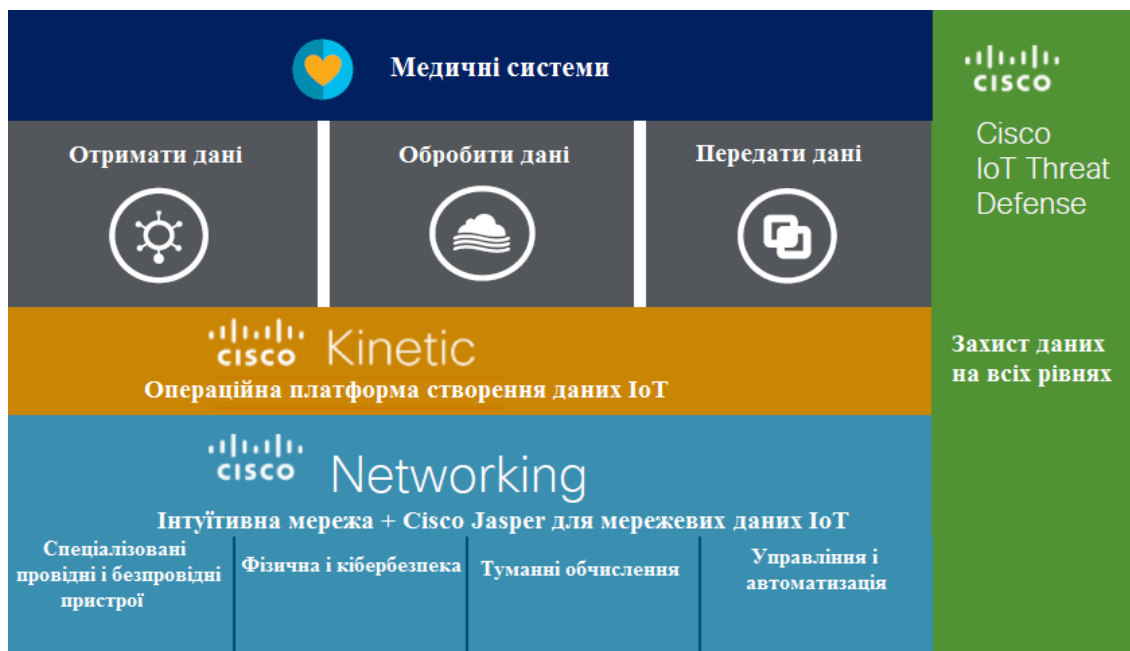 Медичні системи
Отримати дані
Обробити дані
Передати дані
cisco Kinetic
Операційна платформа створення даних ІоТ
cisco Networking
Інтуїтивна мережа + Cisco Jasper для мережевих даних ІоТ
Спеціалізовані
провідні і безпровідні
пристрої
Фізична і кібербезпека
Туманні обчислення
Управління і
автоматизація
cisco
Cisco
IoT Threat
Defense
Захист даних
на всіх рівнях